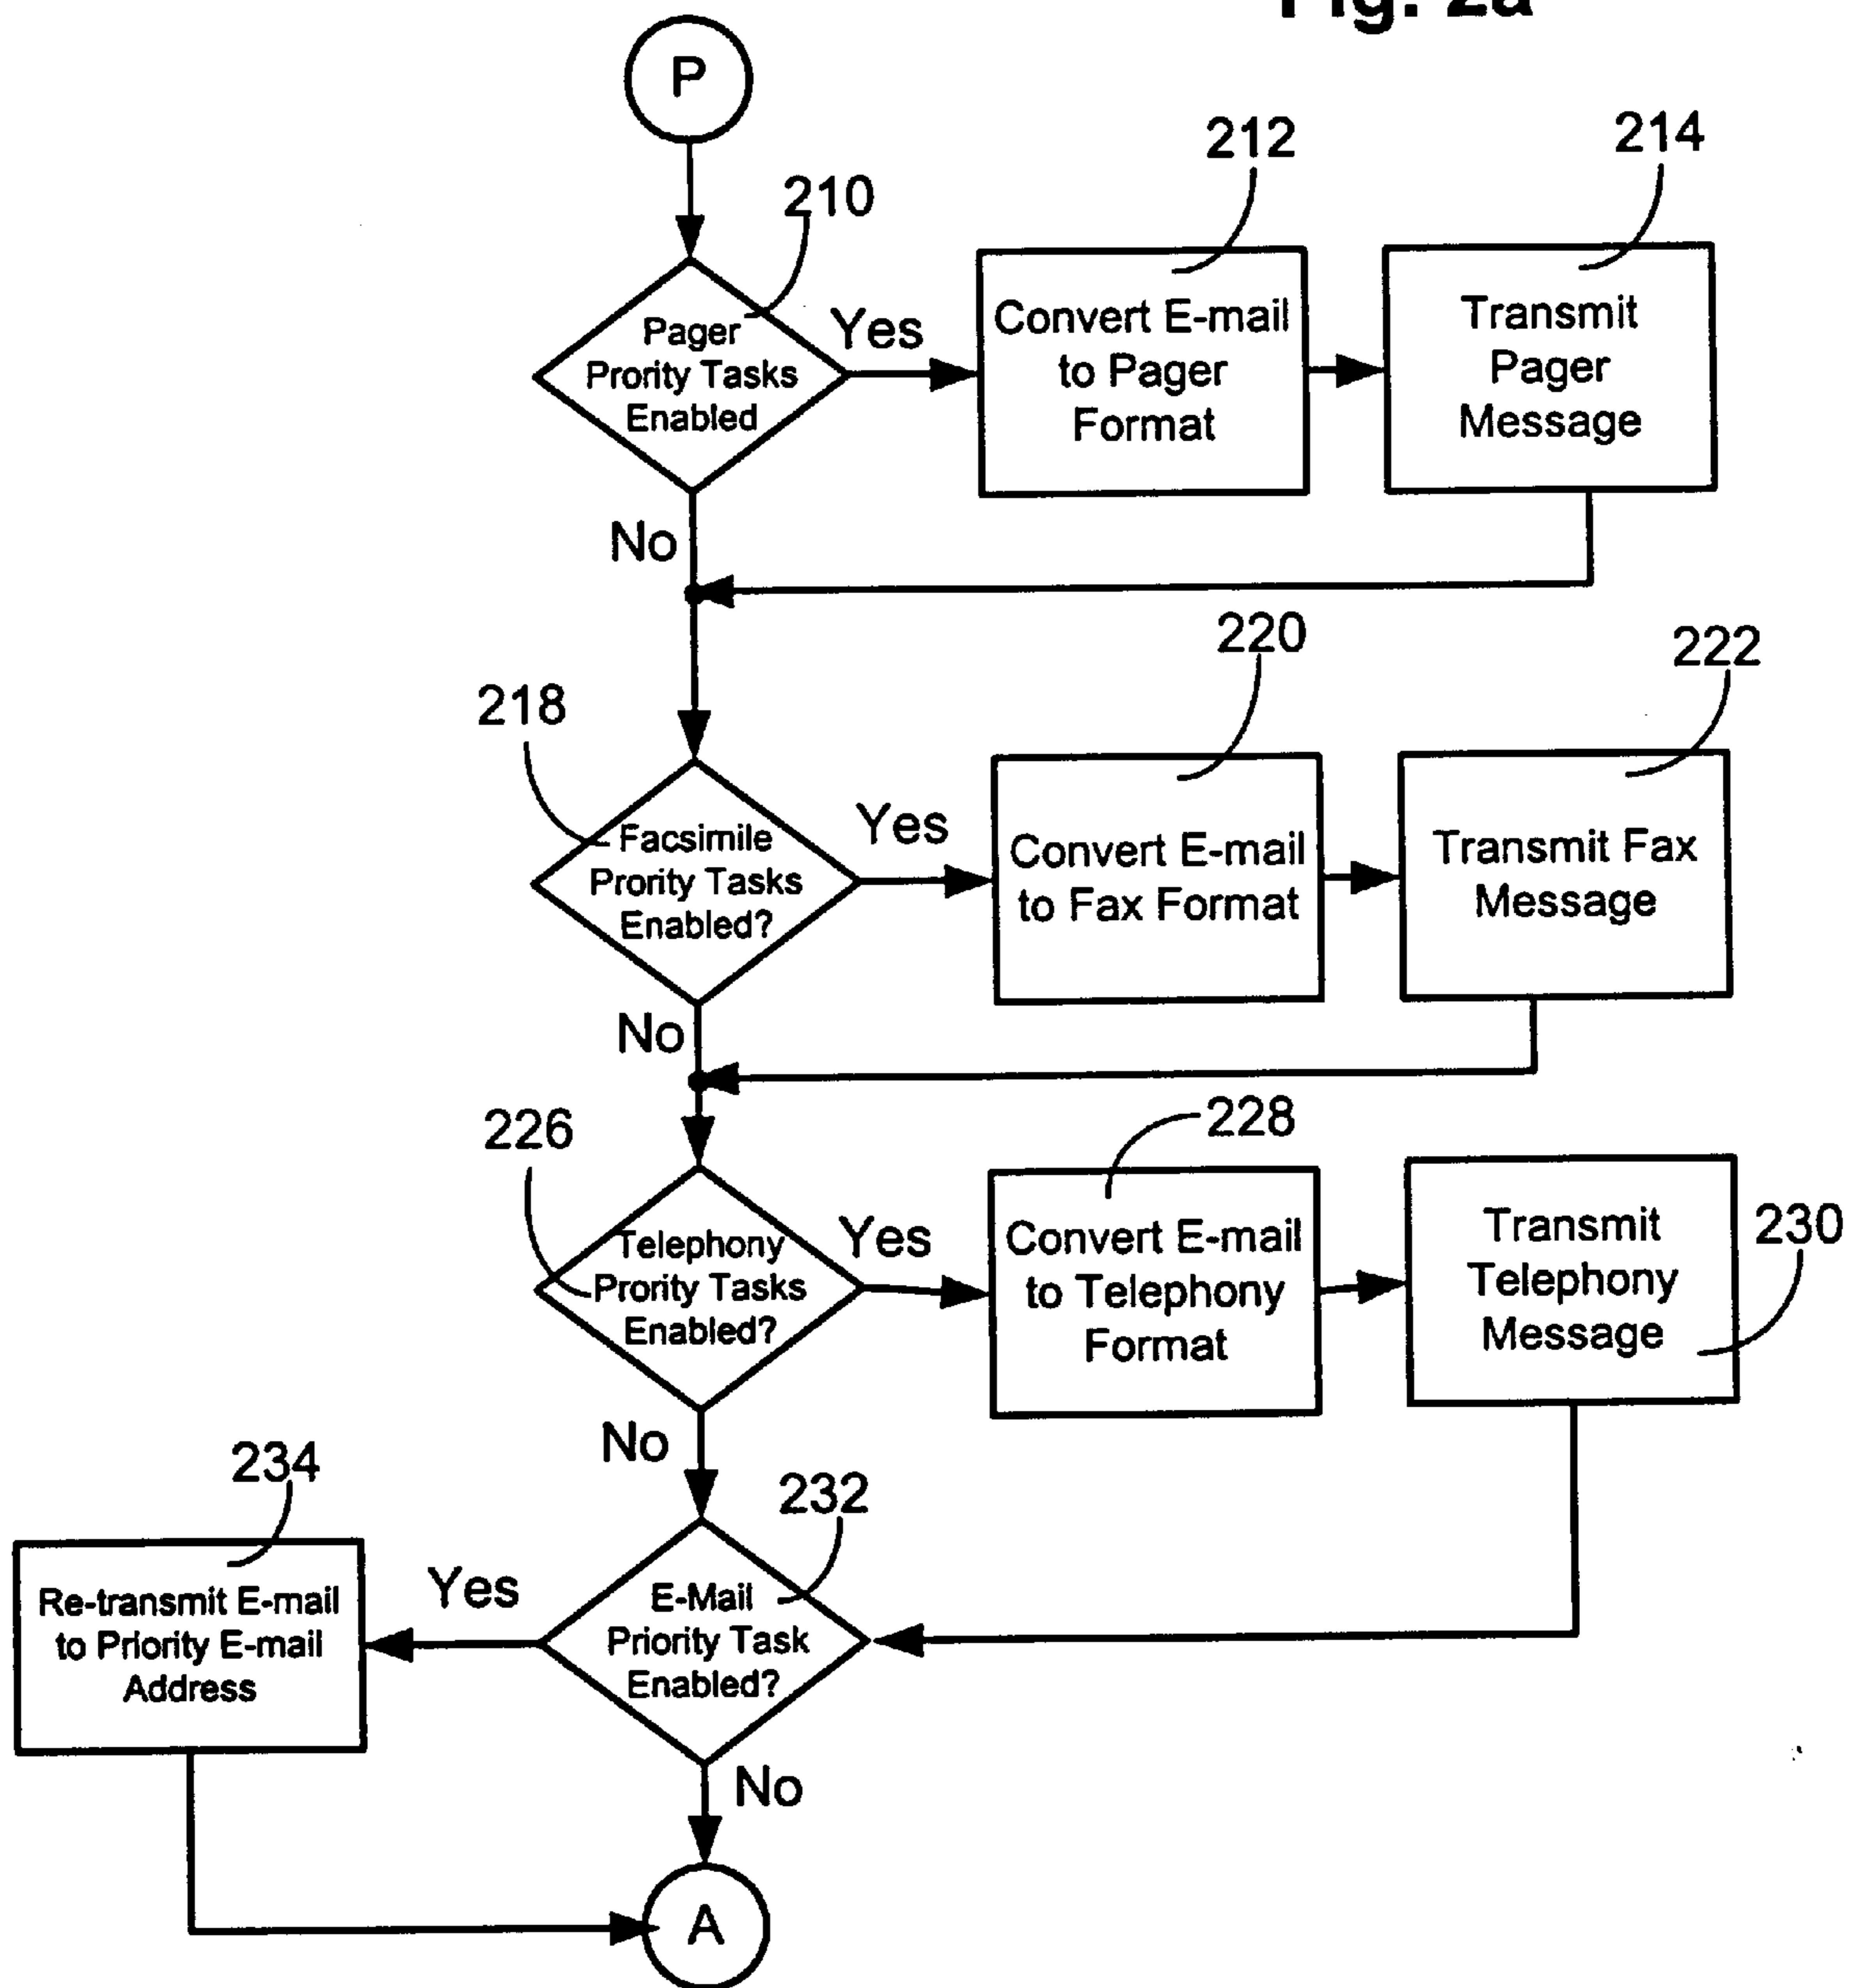 Fig. 2a
P
210
212
214
Pager
Prority Tasks
Enabled
Yes
Convert E-mail
to Pager
Format
Transmit
Pager
Message
No
218
220
222
Facsimile
Prority Tasks
Enabled?
Yes
Convert E-mail
to Fax Format
Transmit Fax
Message
No
226
228
230
Telephony
Prority Tasks
Enabled?
Yes
Convert E-mail
to Telephony
Format
Transmit
Telephony
Message
No
234
232
Re-transmit E-mail
to Priority E-mail
Address
Yes
E-Mail
Priority Task
Enabled?
No
A